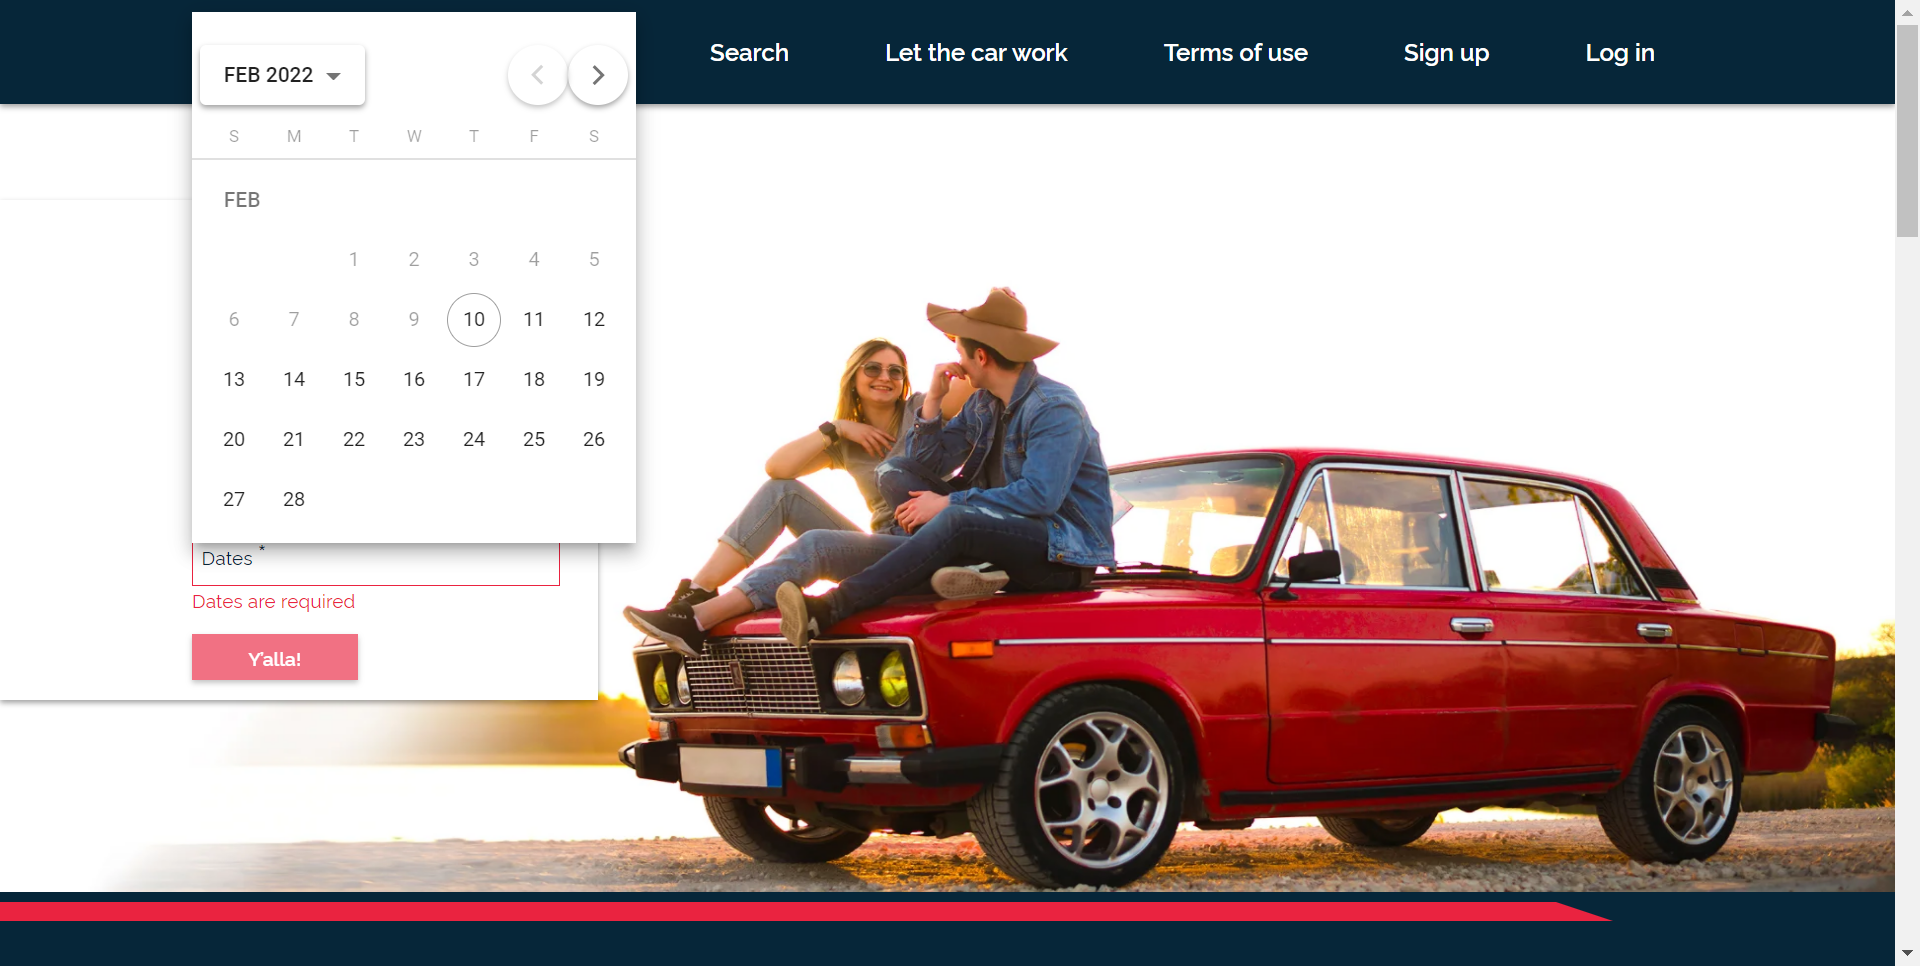 Search Let the car work Terms of use Sign up Log in
FEB 2022
S M T W T F S
FEB
1 2 3 4 5
6 7 8 9 10 11 12
13 14 15 16 17 18 19
20 21 22 23 24 25 26
27 28
Dates *
Dates are required
Y'alla!